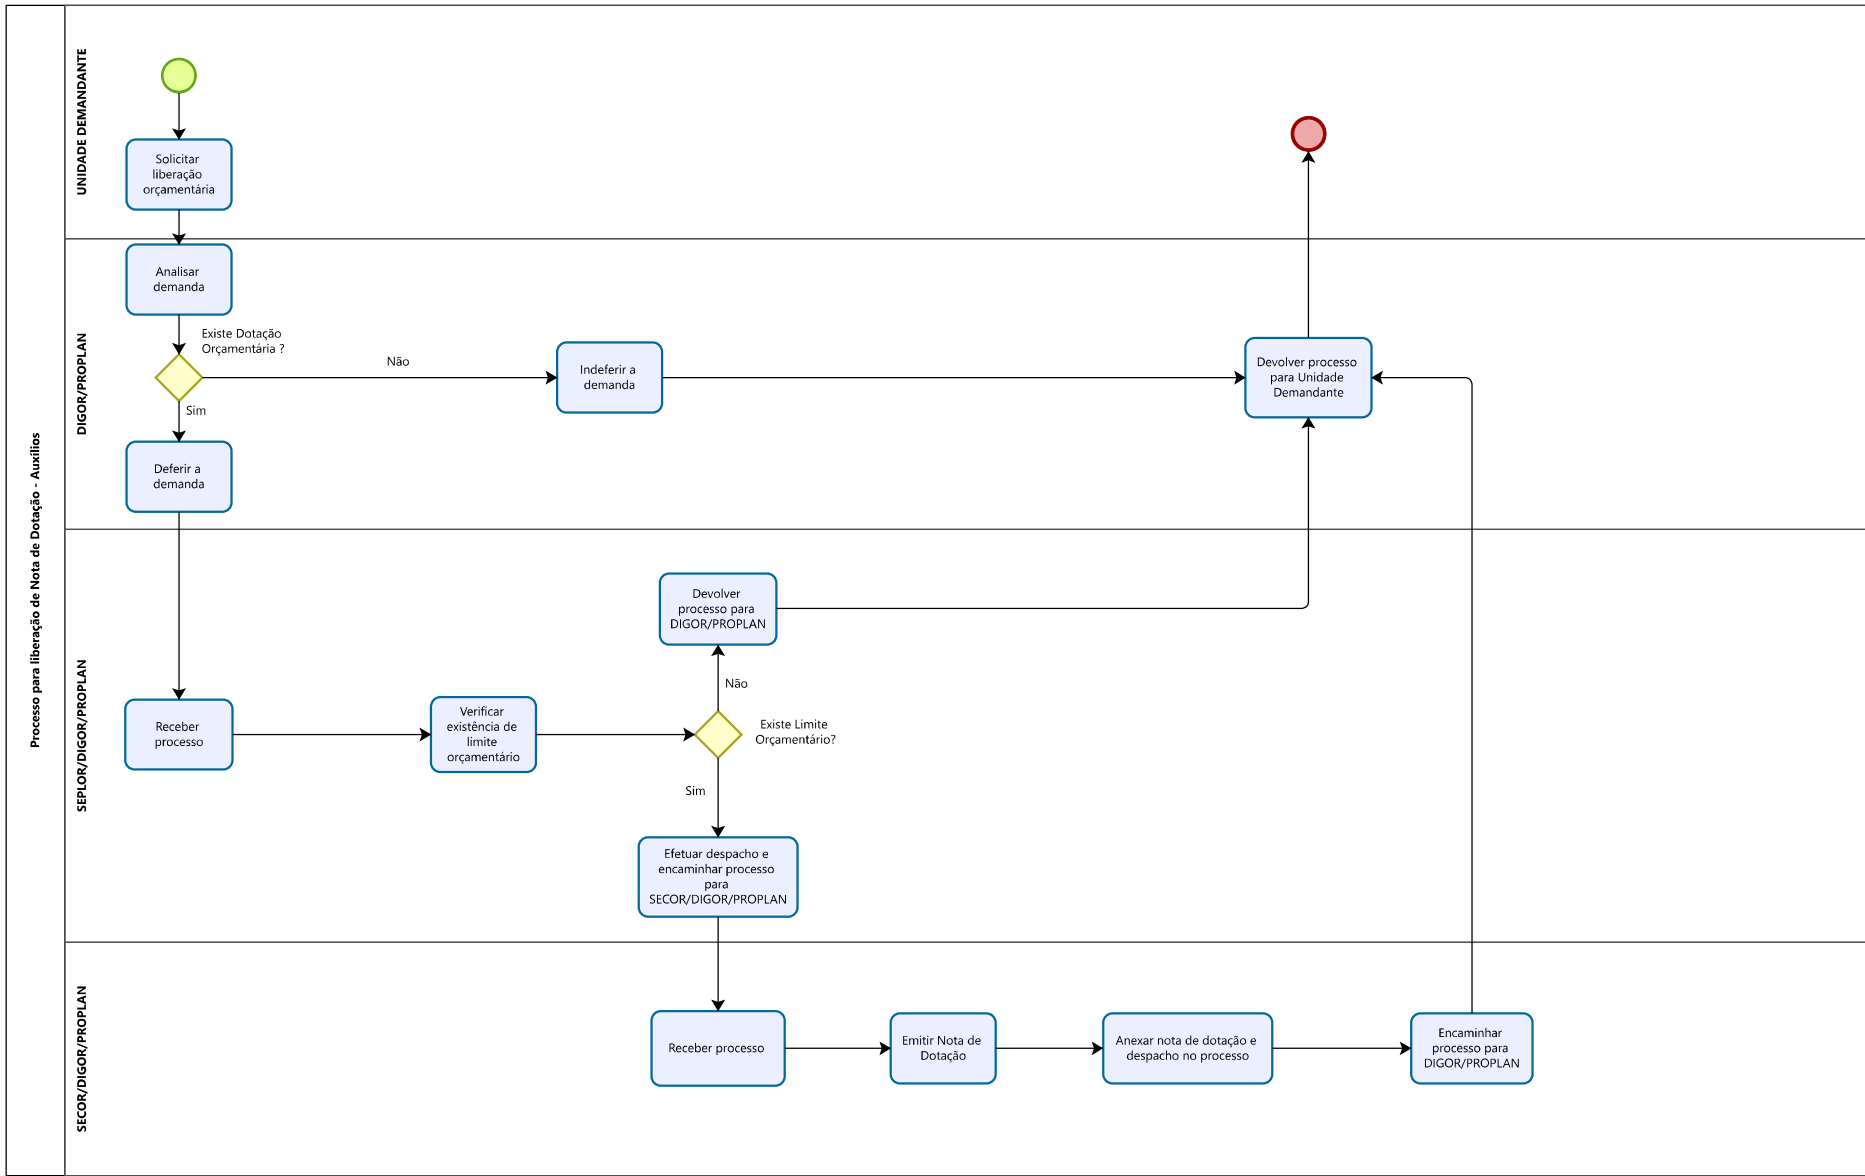 Processo para liberação de Nota de Dotação - Auxílios
UNIDADE DEMANDANTE
Solicitar
liberação
orçamentária
DIGOR/PROPLAN
Analisar
demanda
Existe Dotação
Orçamentária ?
Não
Indeferir a
demanda
Devolver processo
para Unidade
Demandante
Sim
Deferir a
demanda
SEPLOR/DIGOR/PROPLAN
Devolver
processo para
DIGOR/PROPLAN
Não
Receber
processo
Verificar
existência de
limite
orçamentário
Existe Limite
Orçamentário?
Sim
Efetuar despacho e
encaminhar processo
para
SECOR/DIGOR/PROPLAN
SECOR/DIGOR/PROPLAN
Receber processo
Emitir Nota de
Dotação
Anexar nota de dotação e
despacho no processo
Encaminhar
processo para
DIGOR/PROPLAN